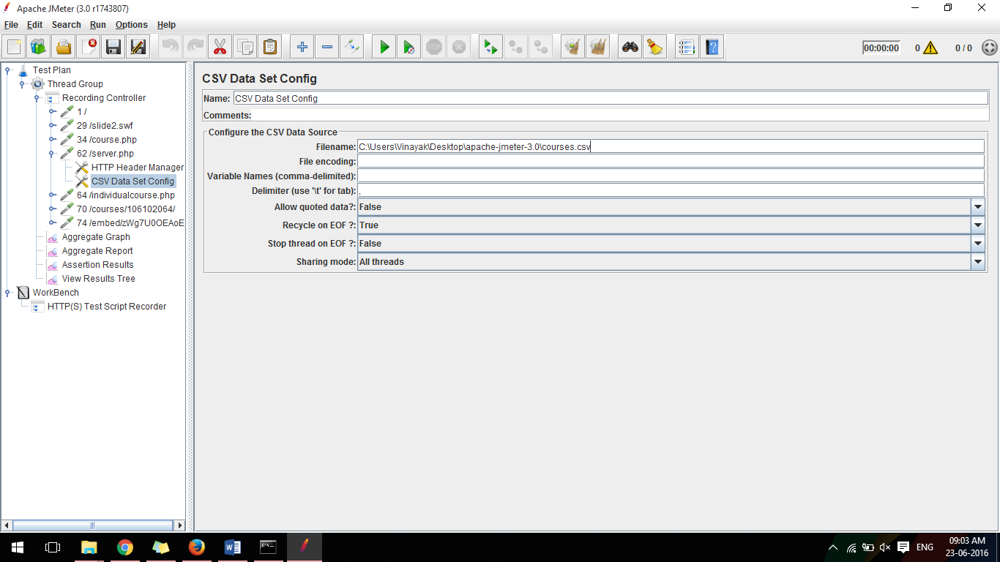 Apache JMeter (3.0 r1743807)
File Edit Search Run Options Help
00:00:00 0 0 / 0
Test Plan
Thread Group
Recording Controller
1 /
29 /slide2.swf
34 /course.php
62 /server.php
HTTP Header Manager
CSV Data Set Config
64 /individualcourse.php
70 /courses/106102064/
74 /embed/zWg7U0OEAoE
Aggregate Graph
Aggregate Report
Assertion Results
View Results Tree
WorkBench
HTTP(S) Test Script Recorder
CSV Data Set Config
Name: CSV Data Set Config
Comments:
Configure the CSV Data Source
Filename: C:\Users\Vinayak\Desktop\apache-jmeter-3.0\courses.csv
File encoding:
Variable Names (comma-delimited):
Delimiter (use '\t' for tab): ,
Allow quoted data?: False
Recycle on EOF ?: True
Stop thread on EOF ?: False
Sharing mode: All threads
ENG
09:03 AM
23-06-2016